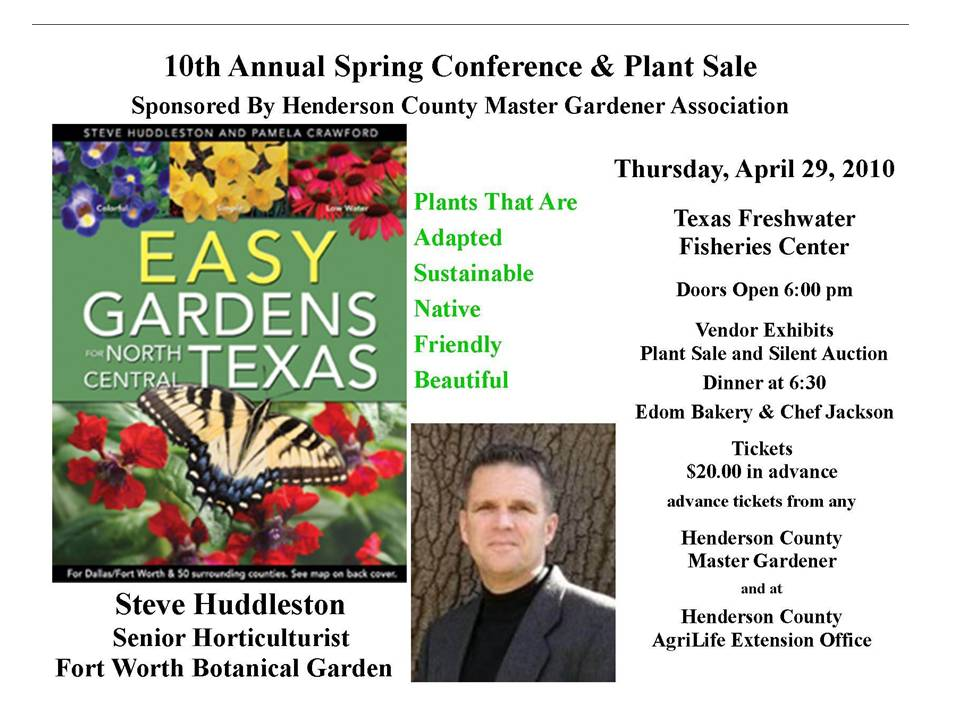 10th Annual Spring Conference & Plant Sale
Sponsored By Henderson County Master Gardener Association
STEVE HUDDLESTON AND PAMELA CRAWFORD
Colorful
Simple
Low Water
EASY
GARDENS
FOR NORTH
CENTRAL
TEXAS
For Dallas/Fort Worth & 50 surrounding counties. See map on back cover.
Steve Huddleston
Senior Horticulturist
Fort Worth Botanical Garden
Plants That Are
Adapted
Sustainable
Native
Friendly
Beautiful
Thursday, April 29, 2010
Texas Freshwater
Fisheries Center
Doors Open 6:00 pm
Vendor Exhibits
Plant Sale and Silent Auction
Dinner at 6:30
Edom Bakery & Chef Jackson
Tickets
$20.00 in advance
advance tickets from any
Henderson County
Master Gardener
and at
Henderson County
AgriLife Extension Office